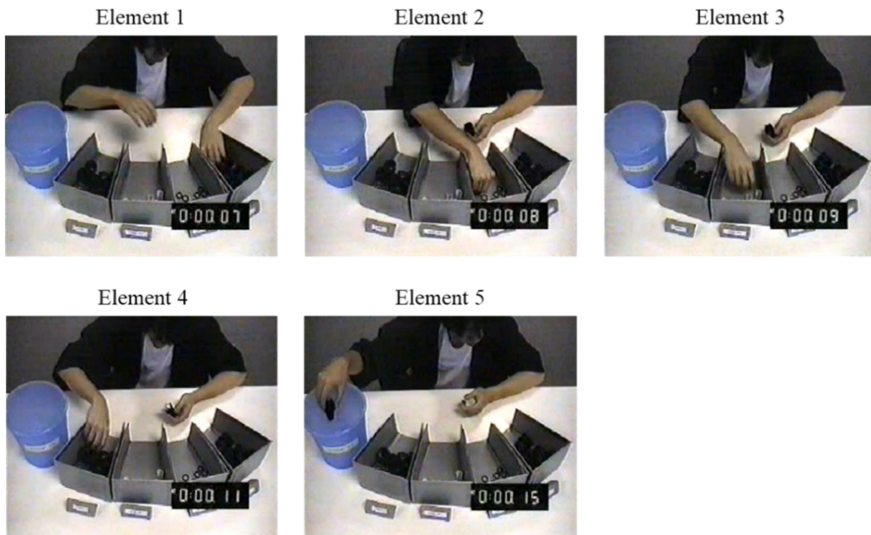 Element 1
Element 2
Element 3
0:00.07
0:00.08
0:00.09
Element 4
Element 5
0:00.11
0:00.15